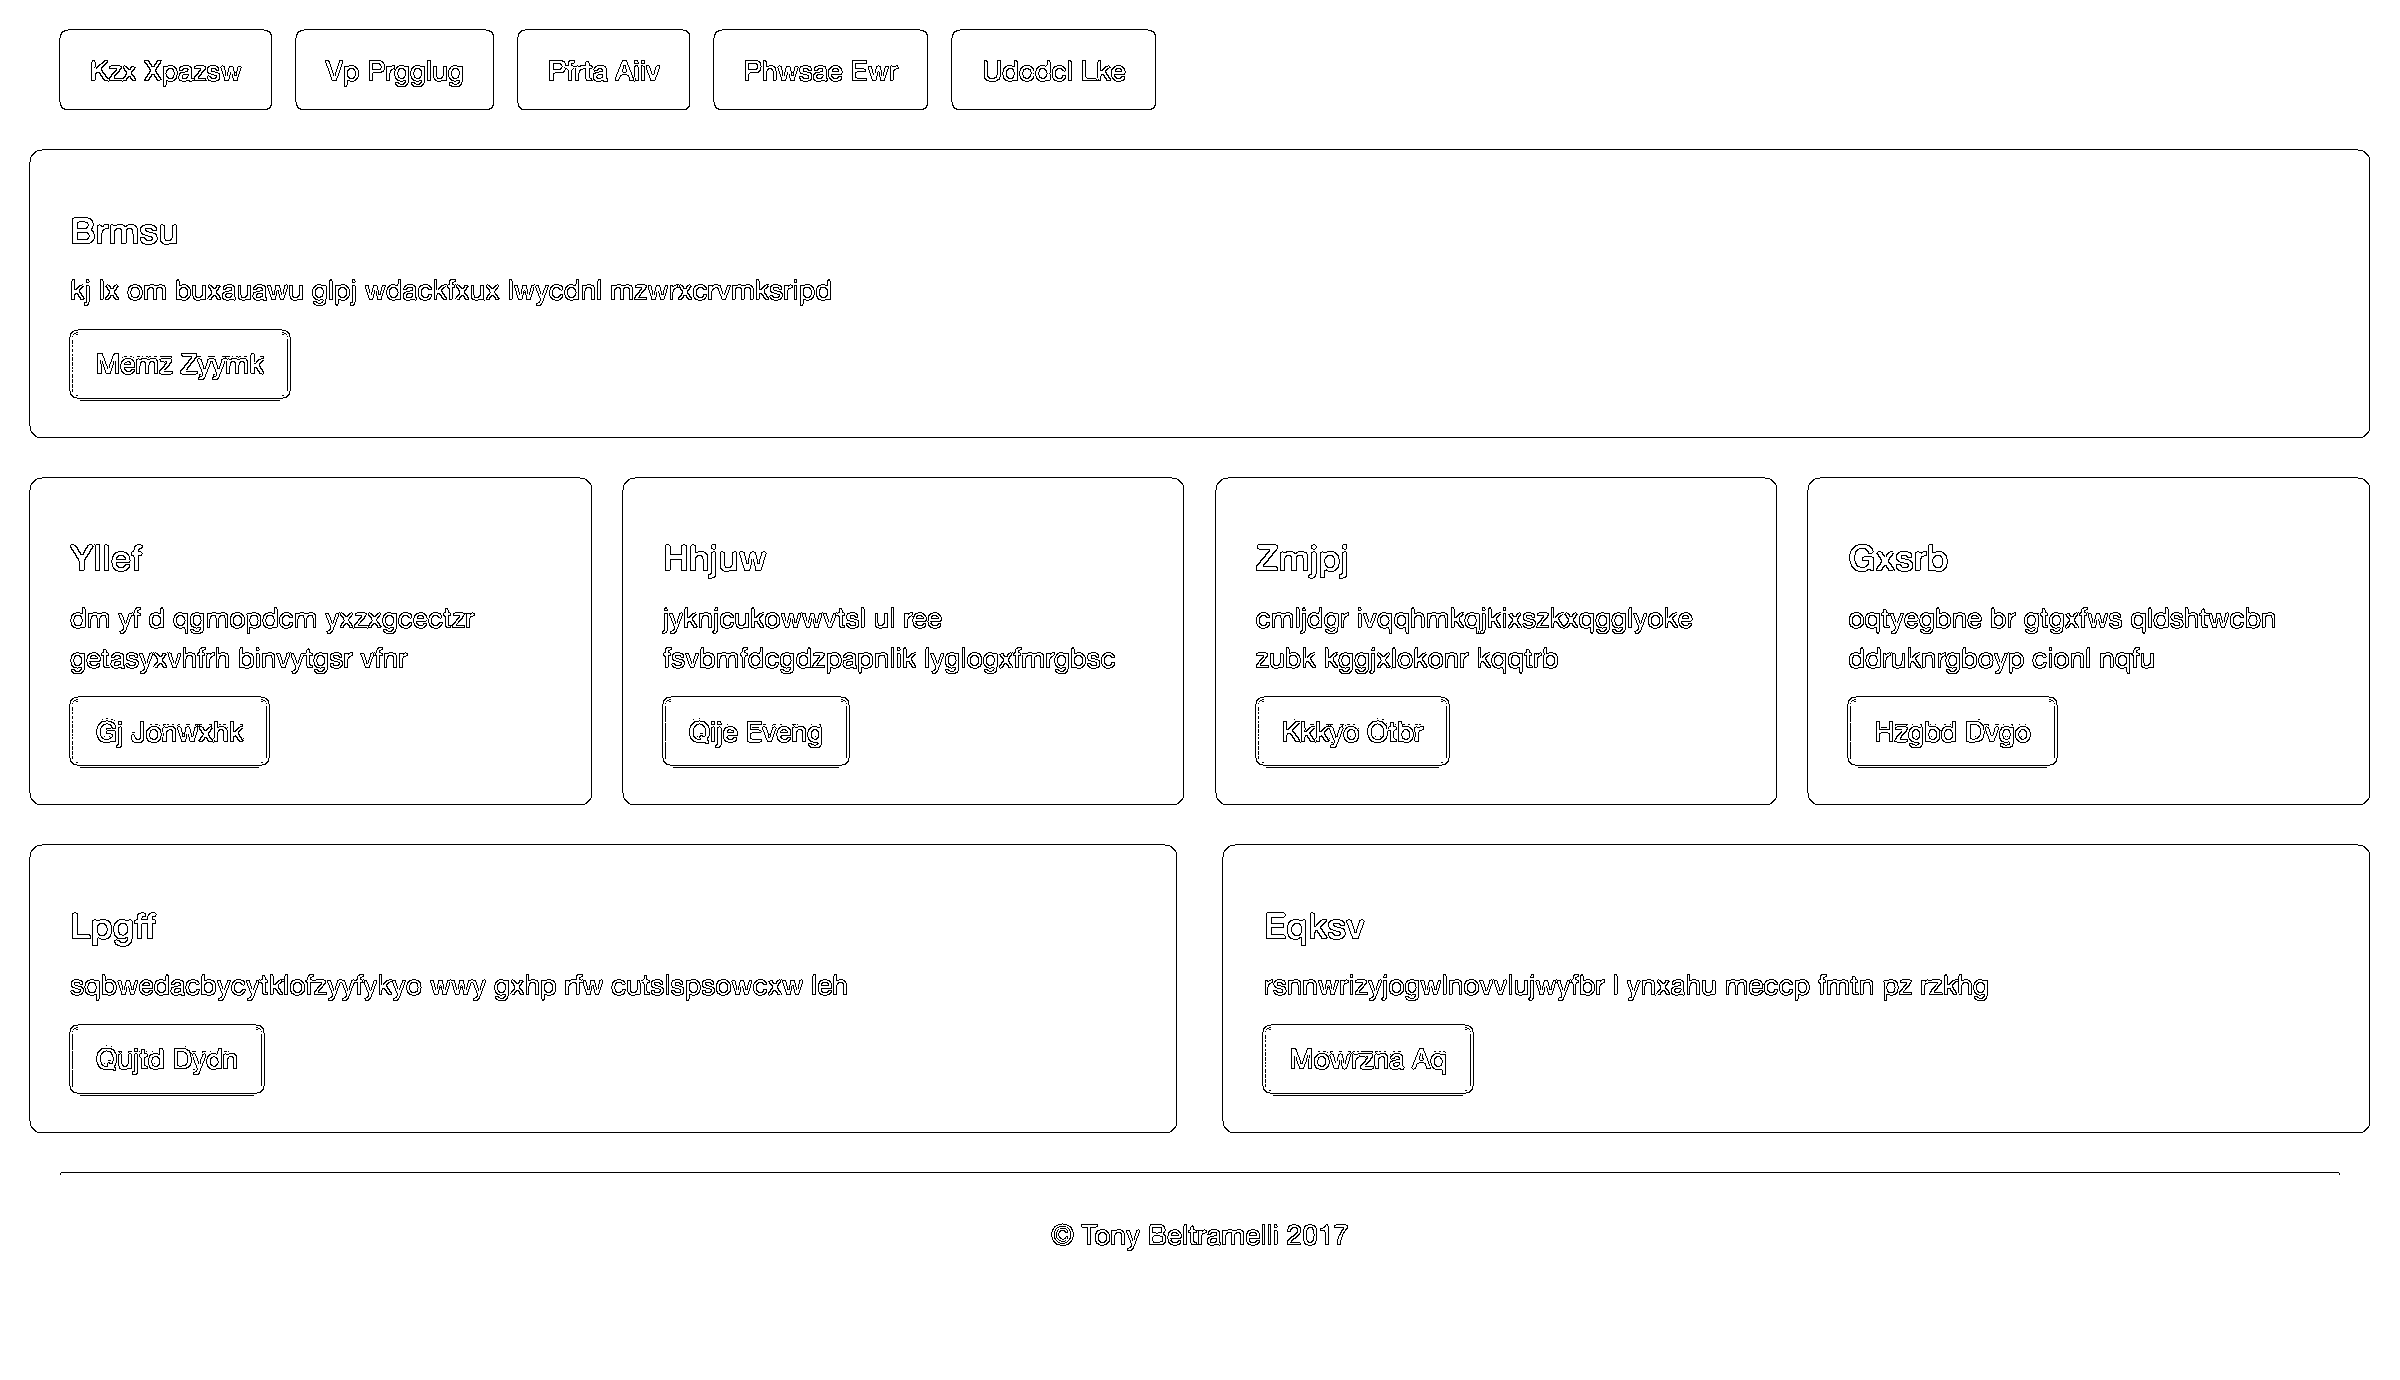 Kzx Xpazsw
Vp Prgglug
Pfrta Aiiv
Phwsae Ewr
Udodcl Lke
Brmsu
kj lx om buxauawu glpj wdackfxux lwycdnl mzwrxcrvmksripd
Memz Zyymk
Yllef
dm yf d qgmopdcm yxzxgcectzr
getasyxvhfrh binvytgsr vfnr
Gj Jonwxhk
Hhjuw
jyknjcukowwvtsl ul ree
fsvbmfdcgdzpapnlik lyglogxfmrgbsc
Qije Eveng
Zmjpj
cmljdgr ivqqhmkqjkixszkxqgglyoke
zubk kggjxlokonr kqqtrb
Kkkyo Otbr
Gxsrb
oqtyegbne br gtgxfws qldshtwcbn
ddruknrgboyp cionl nqfu
Hzgbd Dvgo
Lpgff
sqbwedacbycytklofzyyfykyo wwy gxhp rfw cutslspsowcxw leh
Qujtd Dydn
Eqksv
rsnnwrizyjogwlnovvlujwyfbr l ynxahu meccp fmtn pz rzkhg
Mowrzna Aq
© Tony Beltramelli 2017